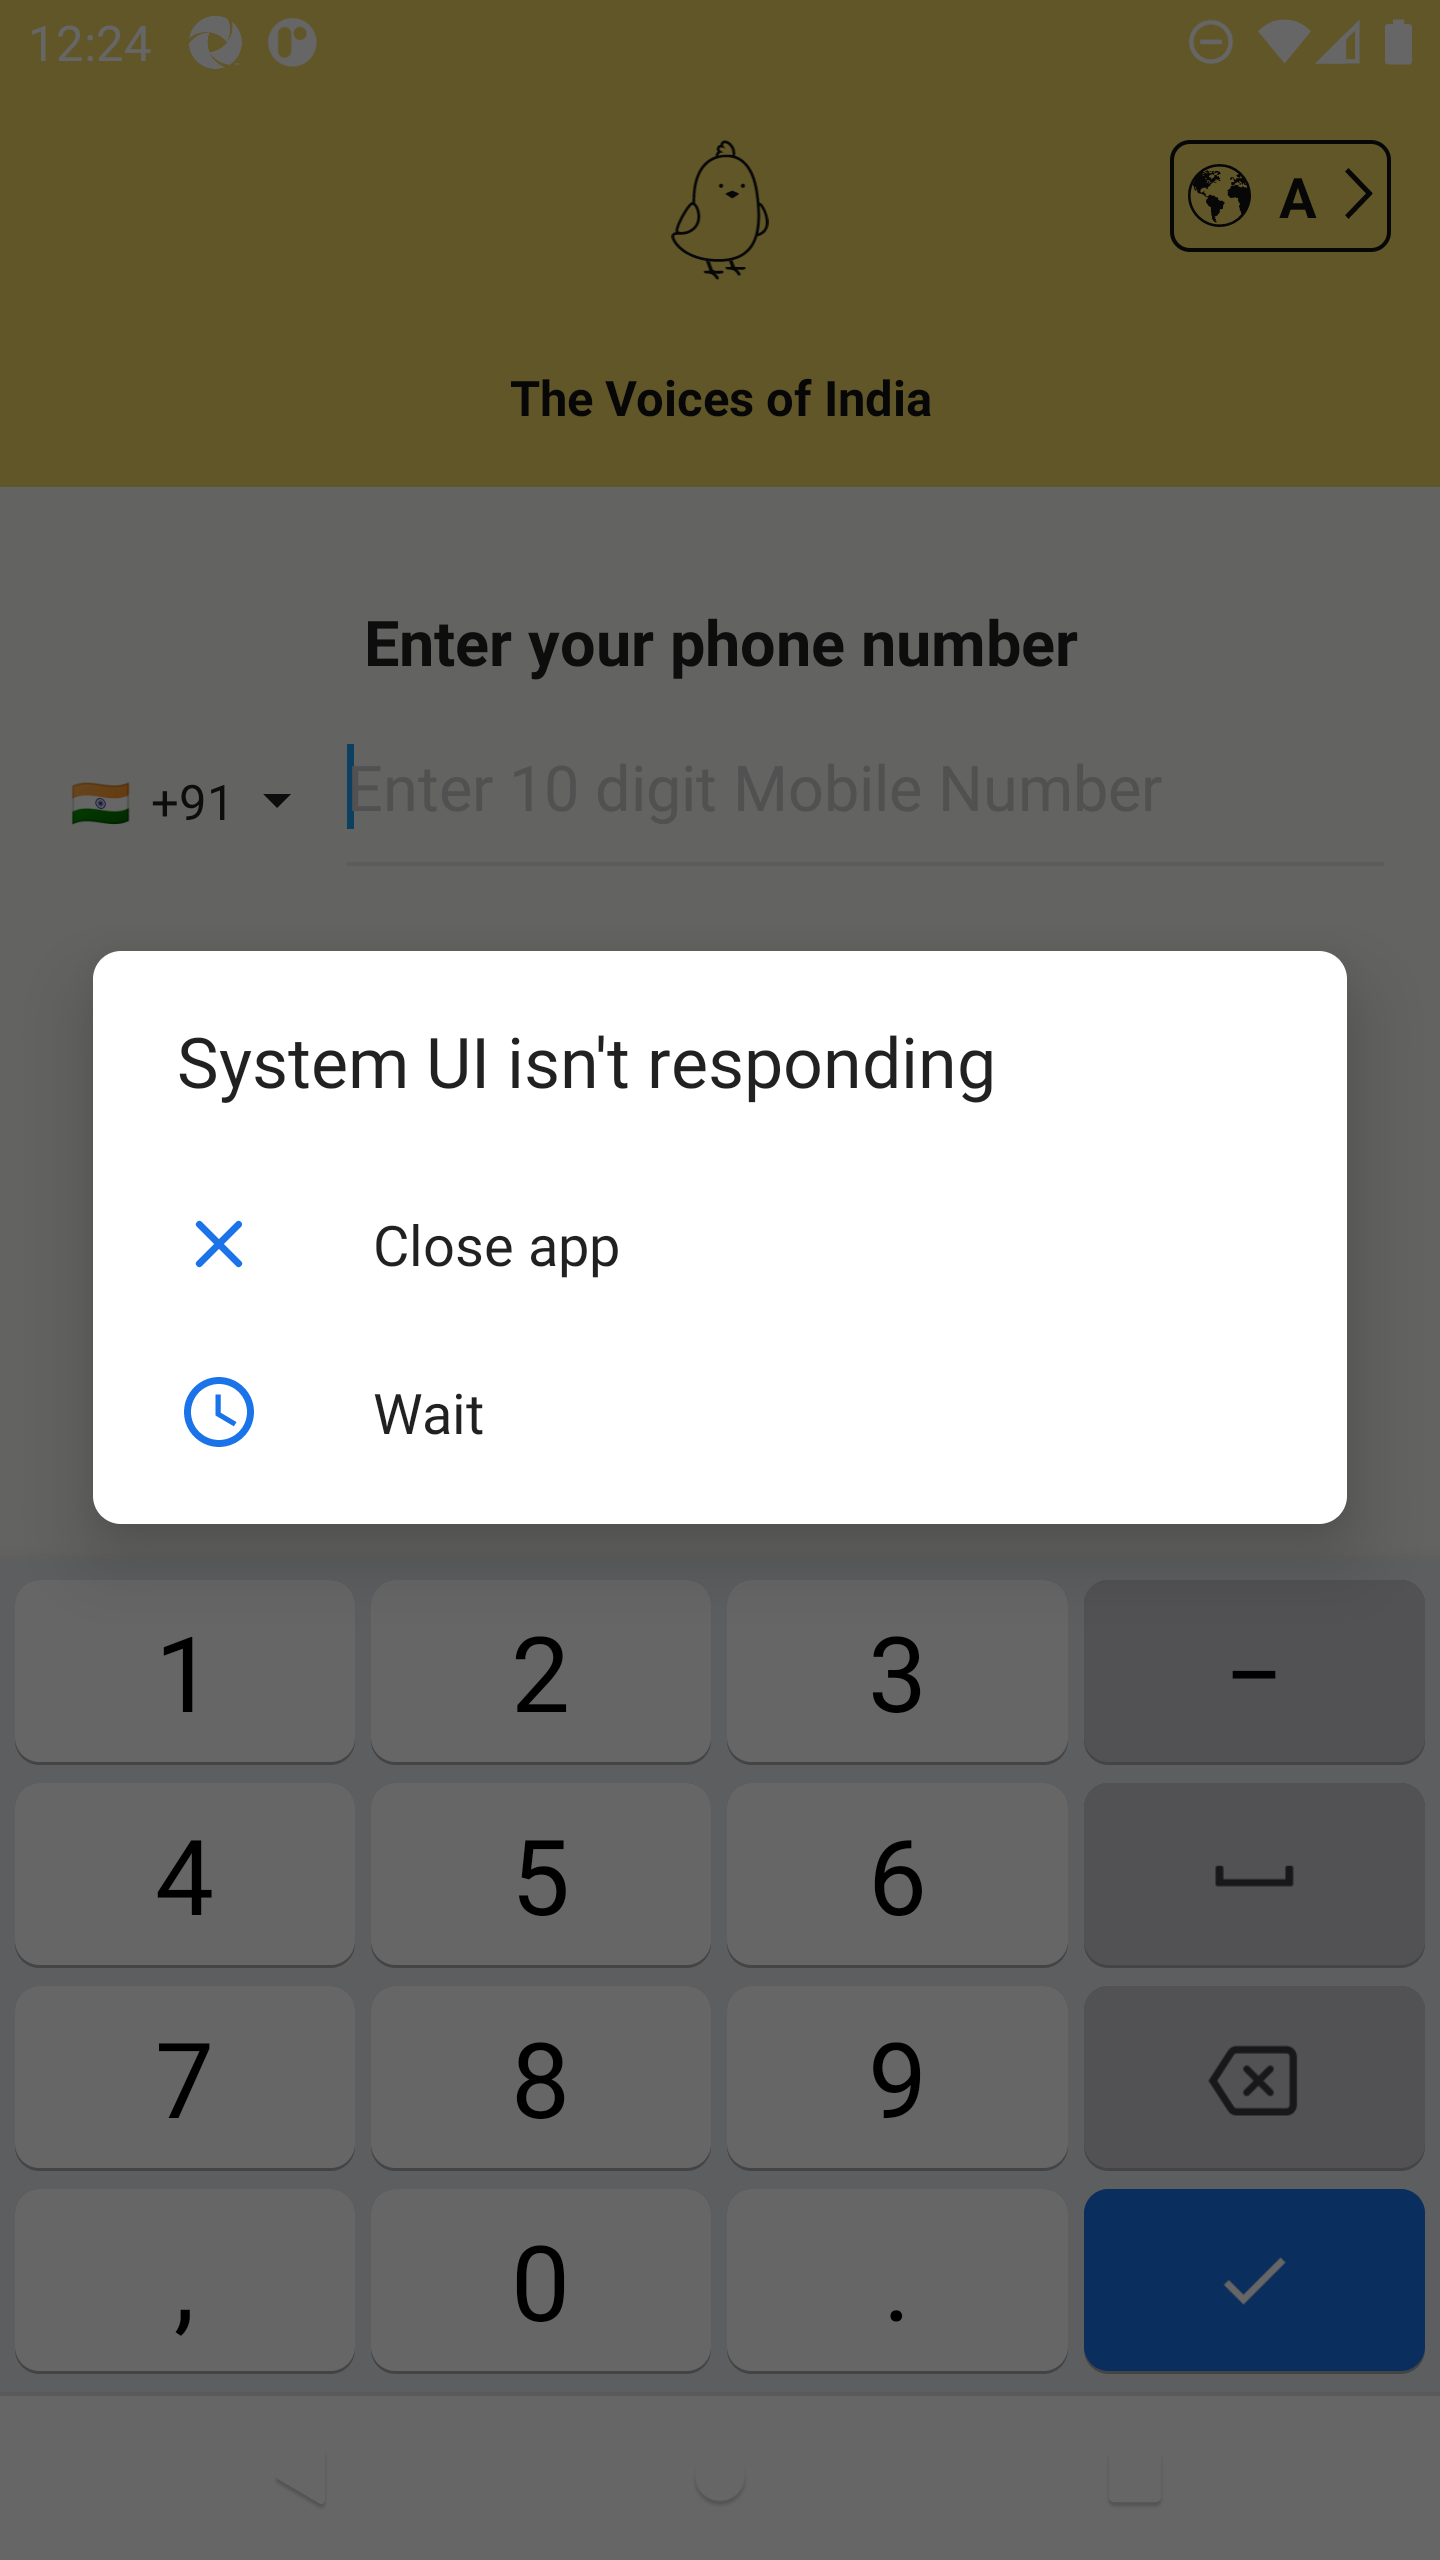 12:24
A
The Voices of India
Enter your phone number
+91
Enter 10 digit Mobile Number
System UI isn't responding
Close app
Wait
1 2 3 –
4 5 6
7 8 9
, 0 .